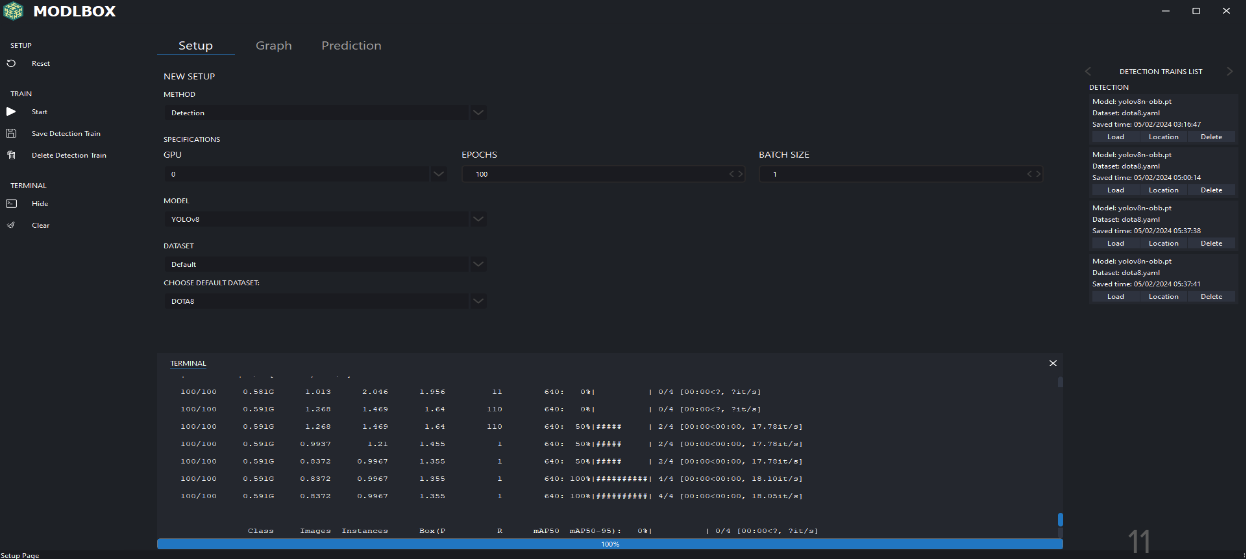 MODLBOX
SETUP
Reset
TRAIN
Start
Save Detection Train
Delete Detection Train
TERMINAL
Hide
Clear
Setup Graph Prediction
NEW SETUP
METHOD
Detection
SPECIFICATIONS
GPU EPOCHS BATCH SIZE
0 100 1
MODEL
YOLOv8
DATASET
Default
CHOOSE DEFAULT DATASET:
DOTA8
DETECTION TRAINS LIST
DETECTION
Model: yolov8n-obb.pt
Dataset: dota8.yaml
Saved time: 05/02/2024 03:16:47
Load Location Delete
Model: yolov8n-obb.pt
Dataset: dota8.yaml
Saved time: 05/02/2024 05:00:14
Load Location Delete
Model: yolov8n-obb.pt
Dataset: dota8.yaml
Saved time: 05/02/2024 05:37:38
Load Location Delete
Model: yolov8n-obb.pt
Dataset: dota8.yaml
Saved time: 05/02/2024 05:37:41
Load Location Delete
TERMINAL
100/100 0.581G 1.013 2.046 1.956 11 640: 0%| | 0/4 [00:00<?, ?it/s]
100/100 0.591G 1.268 1.469 1.64 110 640: 0%| | 0/4 [00:00<?, ?it/s]
100/100 0.591G 1.268 1.469 1.64 110 640: 50%|##### | 2/4 [00:00<00:00, 17.78it/s]
100/100 0.591G 0.9937 1.21 1.455 1 640: 50%|##### | 2/4 [00:00<00:00, 17.78it/s]
100/100 0.591G 0.8372 0.9967 1.355 1 640: 50%|##### | 2/4 [00:00<00:00, 17.78it/s]
100/100 0.591G 0.8372 0.9967 1.355 1 640: 100%|##########| 4/4 [00:00<00:00, 18.10it/s]
100/100 0.591G 0.8372 0.9967 1.355 1 640: 100%|##########| 4/4 [00:00<00:00, 18.05it/s]
Class Images Instances Box(P R mAP50 mAP50-95): 0%| | 0/4 [00:00<?, ?it/s]
100%
11
Setup Page